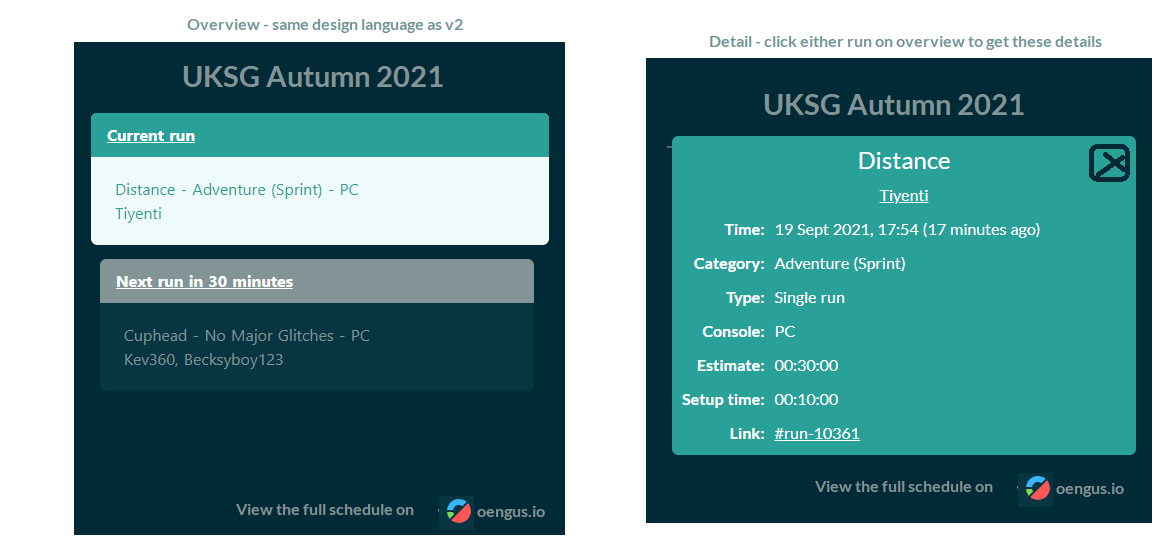 Overview - same design language as v2
UKSG Autumn 2021
Current run
Distance - Adventure (Sprint) - PC
Tiyenti
Next run in 30 minutes
Cuphead - No Major Glitches - PC
Kev360, Becksyboy123
View the full schedule on oengus.io
Detail - click either run on overview to get these details
UKSG Autumn 2021
Distance
Tiyenti
Time: 19 Sept 2021, 17:54 (17 minutes ago)
Category: Adventure (Sprint)
Type: Single run
Console: PC
Estimate: 00:30:00
Setup time: 00:10:00
Link: #run-10361
View the full schedule on oengus.io